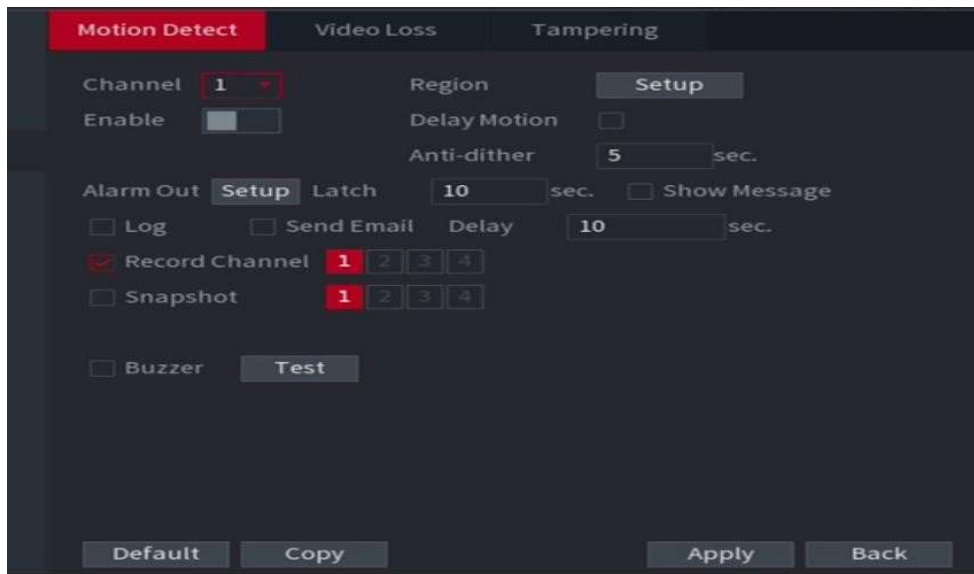 Motion Detect Video Loss Tampering
Channel 1 Region Setup
Enable Delay Motion
Anti-dither 5 sec.
Alarm Out Setup Latch 10 sec. Show Message
Log Send Email Delay 10 sec.
Record Channel 1 2 3 4
Snapshot 1 2 3 4
Buzzer Test
Default Copy Apply Back